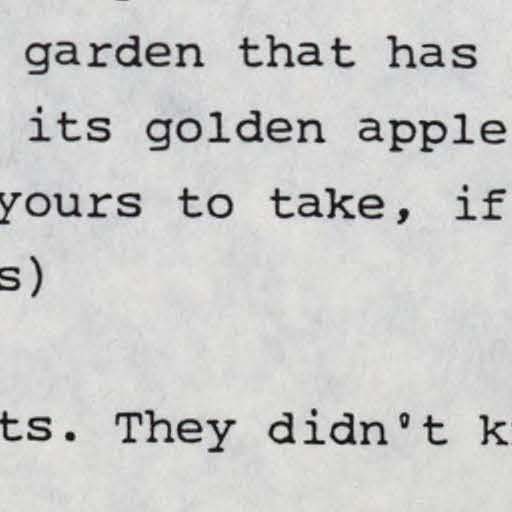 garden that has
its golden apple
yours to take, if
s)
ts. They didn't k